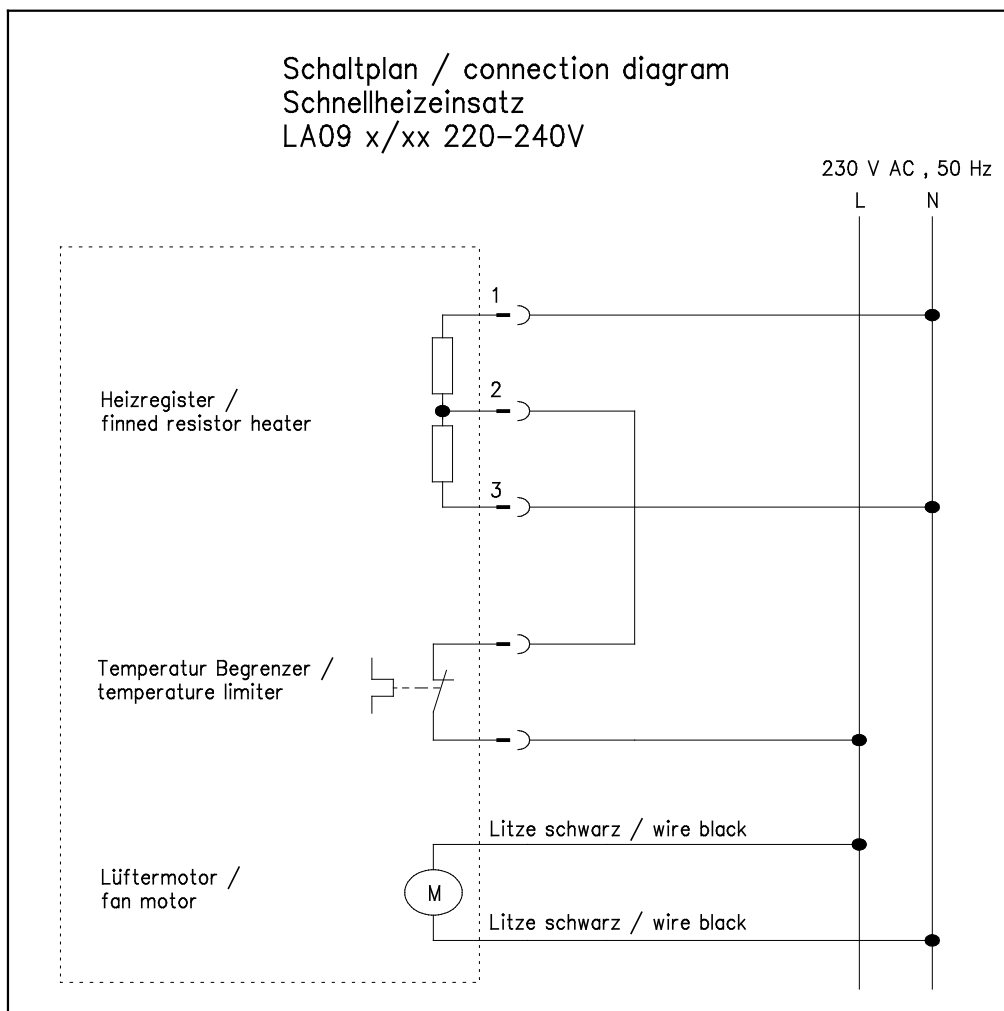 Schaltplan / connection diagram
Schnellheizeinsatz
LA09 x/xx 220-240V
230 V AC , 50 Hz
L N
1
2
Heizregister /
finned resistor heater
3
Temperatur Begrenzer /
temperature limiter
Litze schwarz / wire black
Lüftermotor /
fan motor
M
Litze schwarz / wire black